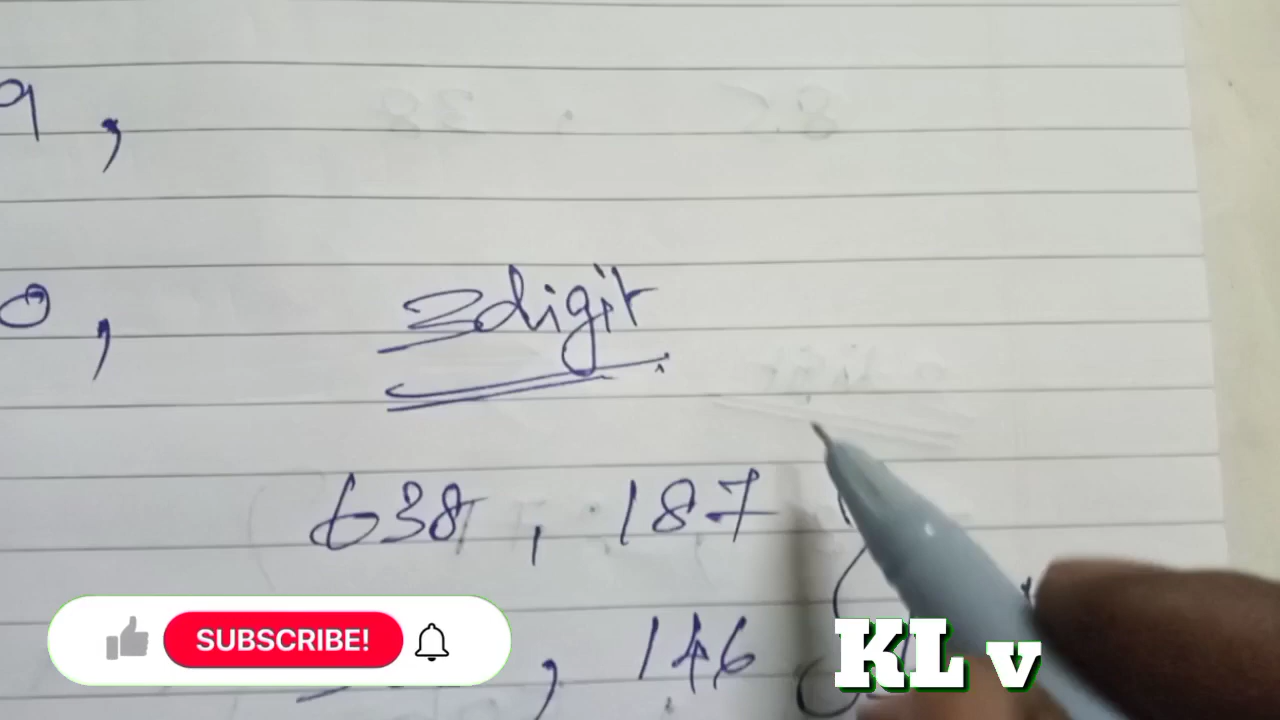 9 ,
0 ,
3digit
638 , 187
, 146
SUBSCRIBE!
KL v